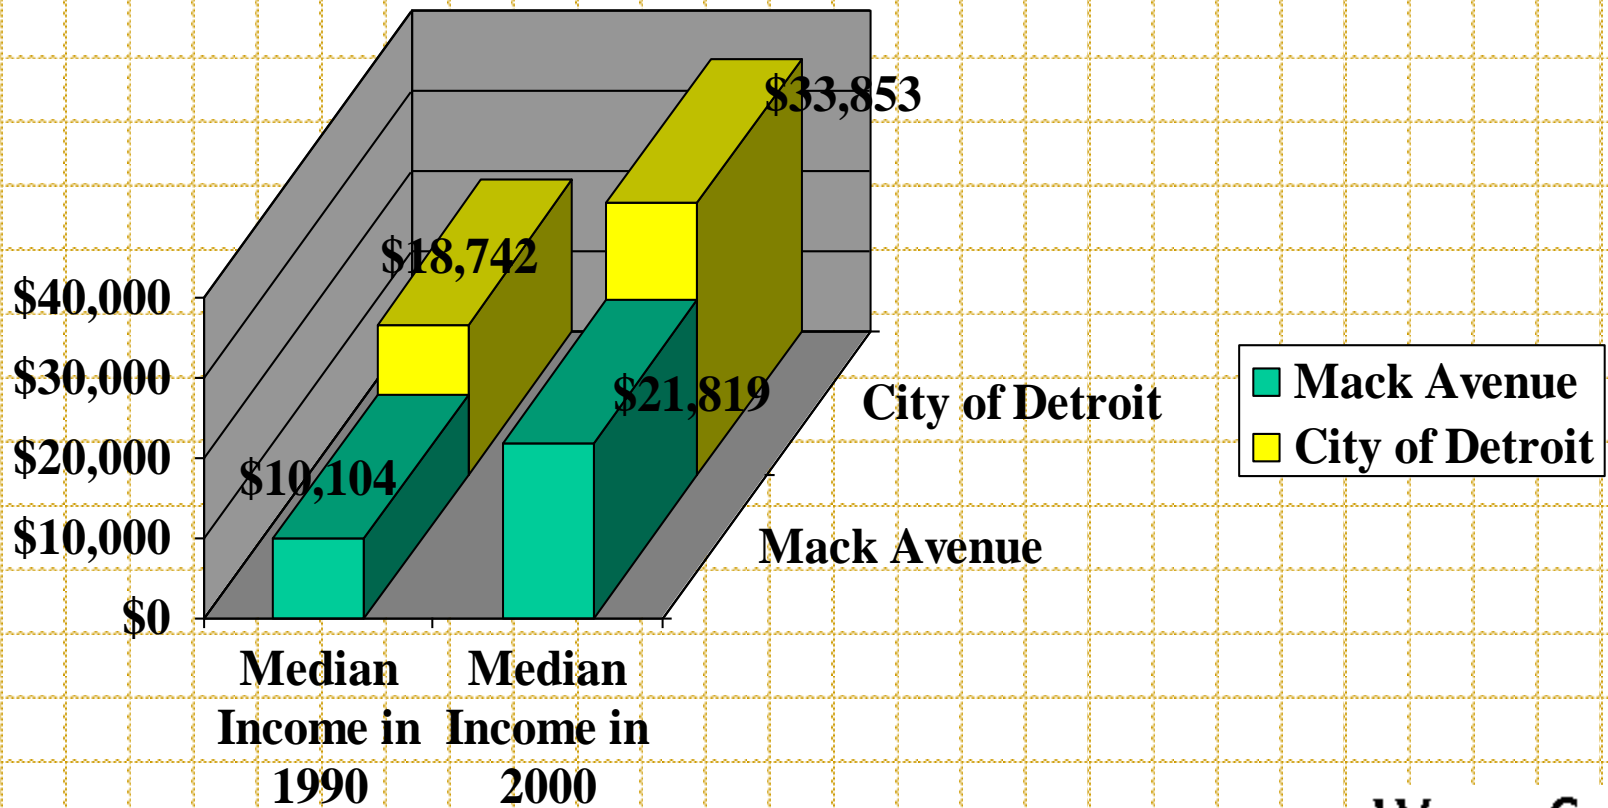 $33,853
$18,742
$40,000
$30,000
$21,819
$20,000
$10,104
$10,000
$0
City of Detroit
Mack Avenue
Mack Avenue
City of Detroit
Median
Income in
1990
Median
Income in
2000